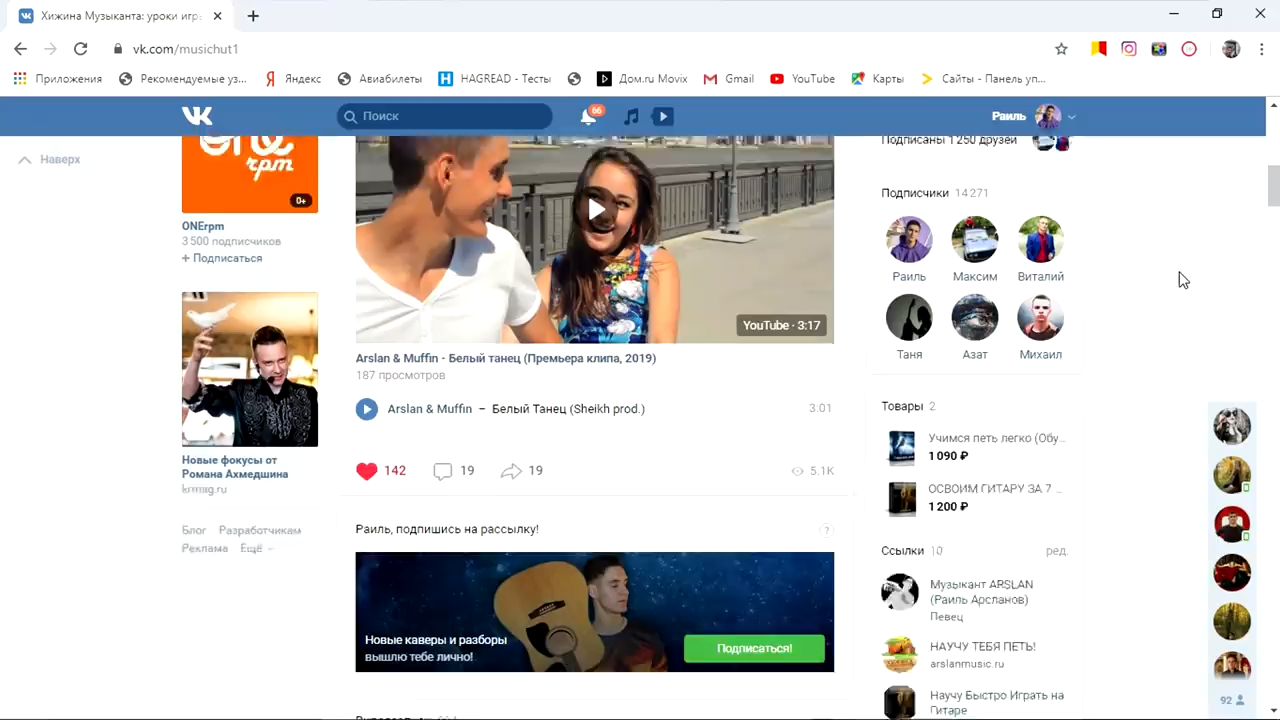 Хижина Музыканта: уроки игр
vk.com/musichut1
Приложения
Рекомендуемые уз...
Яндекс
Авиабилеты
HAGREAD - Тесты
Дом.ru Movix
Gmail
YouTube
Карты
Сайты - Панель уп...
Поиск
66
Раиль
Наверх
ONE
rpm
0+
ONErpm
3 500 подписчиков
+ Подписаться
Новые фокусы от
Романа Ахмедшина
Блог Разработчикам
Реклама Ещё
YouTube · 3:17
Arslan & Muffin - Белый танец (Премьера клипа, 2019)
187 просмотров
Arslan & Muffin – Белый Танец (Sheikh prod.)
3:01
142
19
19
5.1K
Раиль, подпишись на рассылку!
?
Новые каверы и разборы
вышлю тебе лично!
Подписаться!
Подписаны 1 250 друзей
Подписчики 14 271
Раиль
Максим
Виталий
Таня
Азат
Михаил
Товары 2
Учимся петь легко (Обу...
1 090 ₽
ОСВОИМ ГИТАРУ ЗА 7 ...
1 200 ₽
Ссылки 10
ред.
Музыкант ARSLAN
(Раиль Арсланов)
Певец
НАУЧУ ТЕБЯ ПЕТЬ!
arslanmusic.ru
Научу Быстро Играть на
Гитаре
92